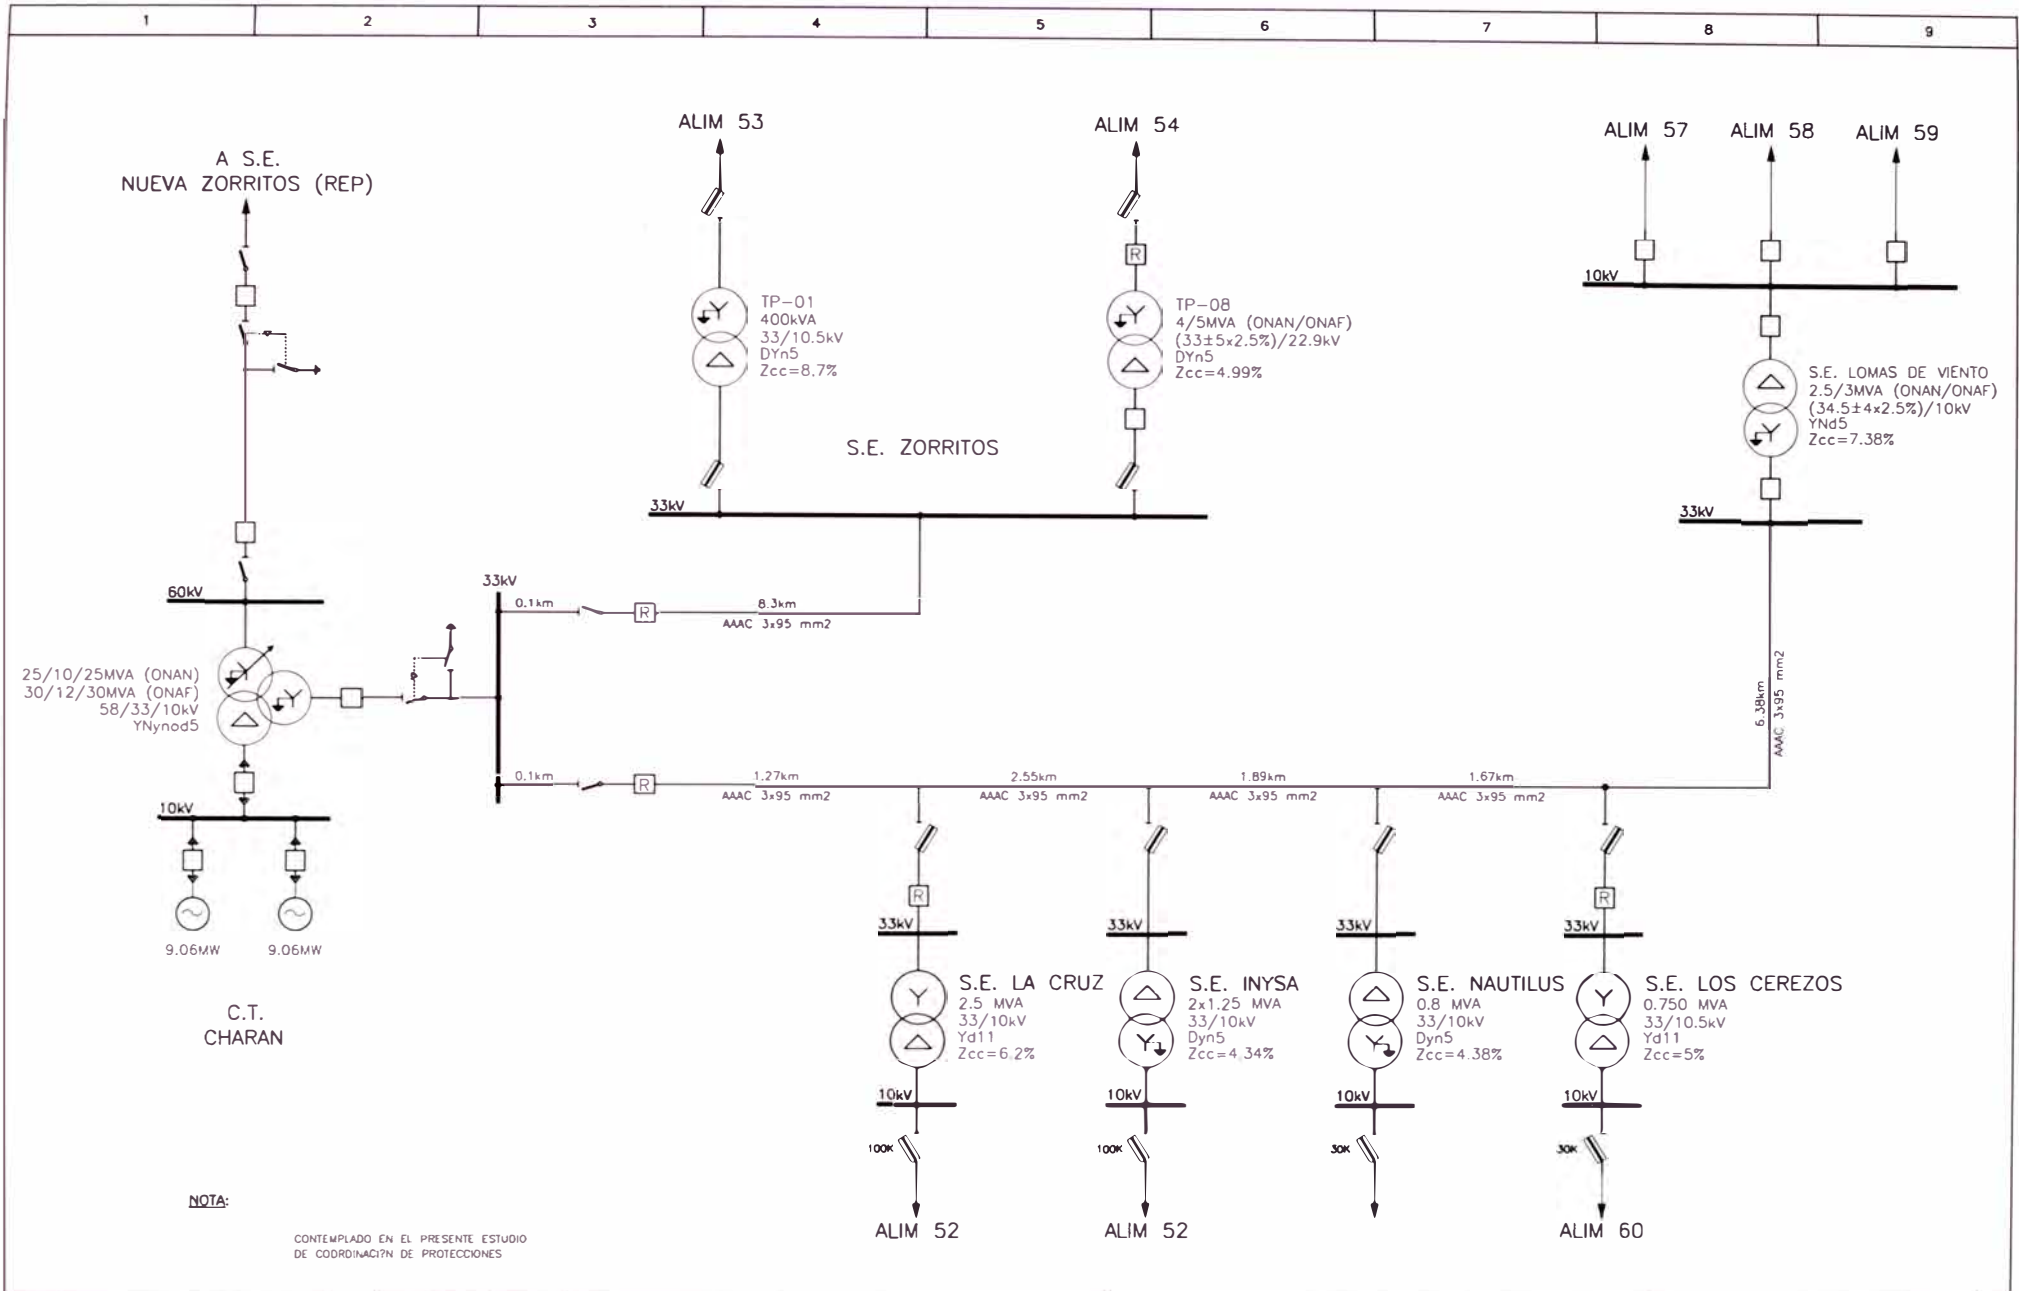 1 2 3 4 5 6 7 8 9
A S.E.
NUEVA ZORRITOS (REP)
ALIM 53
ALIM 54
ALIM 57
ALIM 58
ALIM 59
TP-01
400kVA
33/10.5kV
DYn5
Zcc=8.7%
R
TP-08
4/5MVA (ONAN/ONAF)
(33±5x2.5%)/22.9kV
DYn5
Zcc=4.99%
10kV
S.E. LOMAS DE VIENTO
2.5/3MVA (ONAN/ONAF)
(34.5±4x2.5%)/10kV
YNd5
Zcc=7.38%
S.E. ZORRITOS
33kV
33kV
60kV
33kV
0.1km
R
8.3km
AAAC 3x95 mm2
25/10/25MVA (ONAN)
30/12/30MVA (ONAF)
58/33/10kV
YNynod5
6.38km
AAAC 3x95 mm2
0.1km
R
1.27km
AAAC 3x95 mm2
2.55km
AAAC 3x95 mm2
1.89km
AAAC 3x95 mm2
1.67km
AAAC 3x95 mm2
10kV
9.06MW
9.06MW
C.T.
CHARAN
R
33kV
S.E. LA CRUZ
2.5 MVA
33/10kV
Yd11
Zcc=6.2%
10kV
100K
ALIM 52
33kV
S.E. INYSA
2x1.25 MVA
33/10kV
Dyn5
Zcc=4.34%
10kV
100K
ALIM 52
33kV
S.E. NAUTILUS
0.8 MVA
33/10kV
Dyn5
Zcc=4.38%
10kV
30K
R
33kV
S.E. LOS CEREZOS
0.750 MVA
33/10.5kV
Yd11
Zcc=5%
10kV
30K
ALIM 60
NOTA:
CONTEMPLADO EN EL PRESENTE ESTUDIO
DE COORDINACI?N DE PROTECCIONES